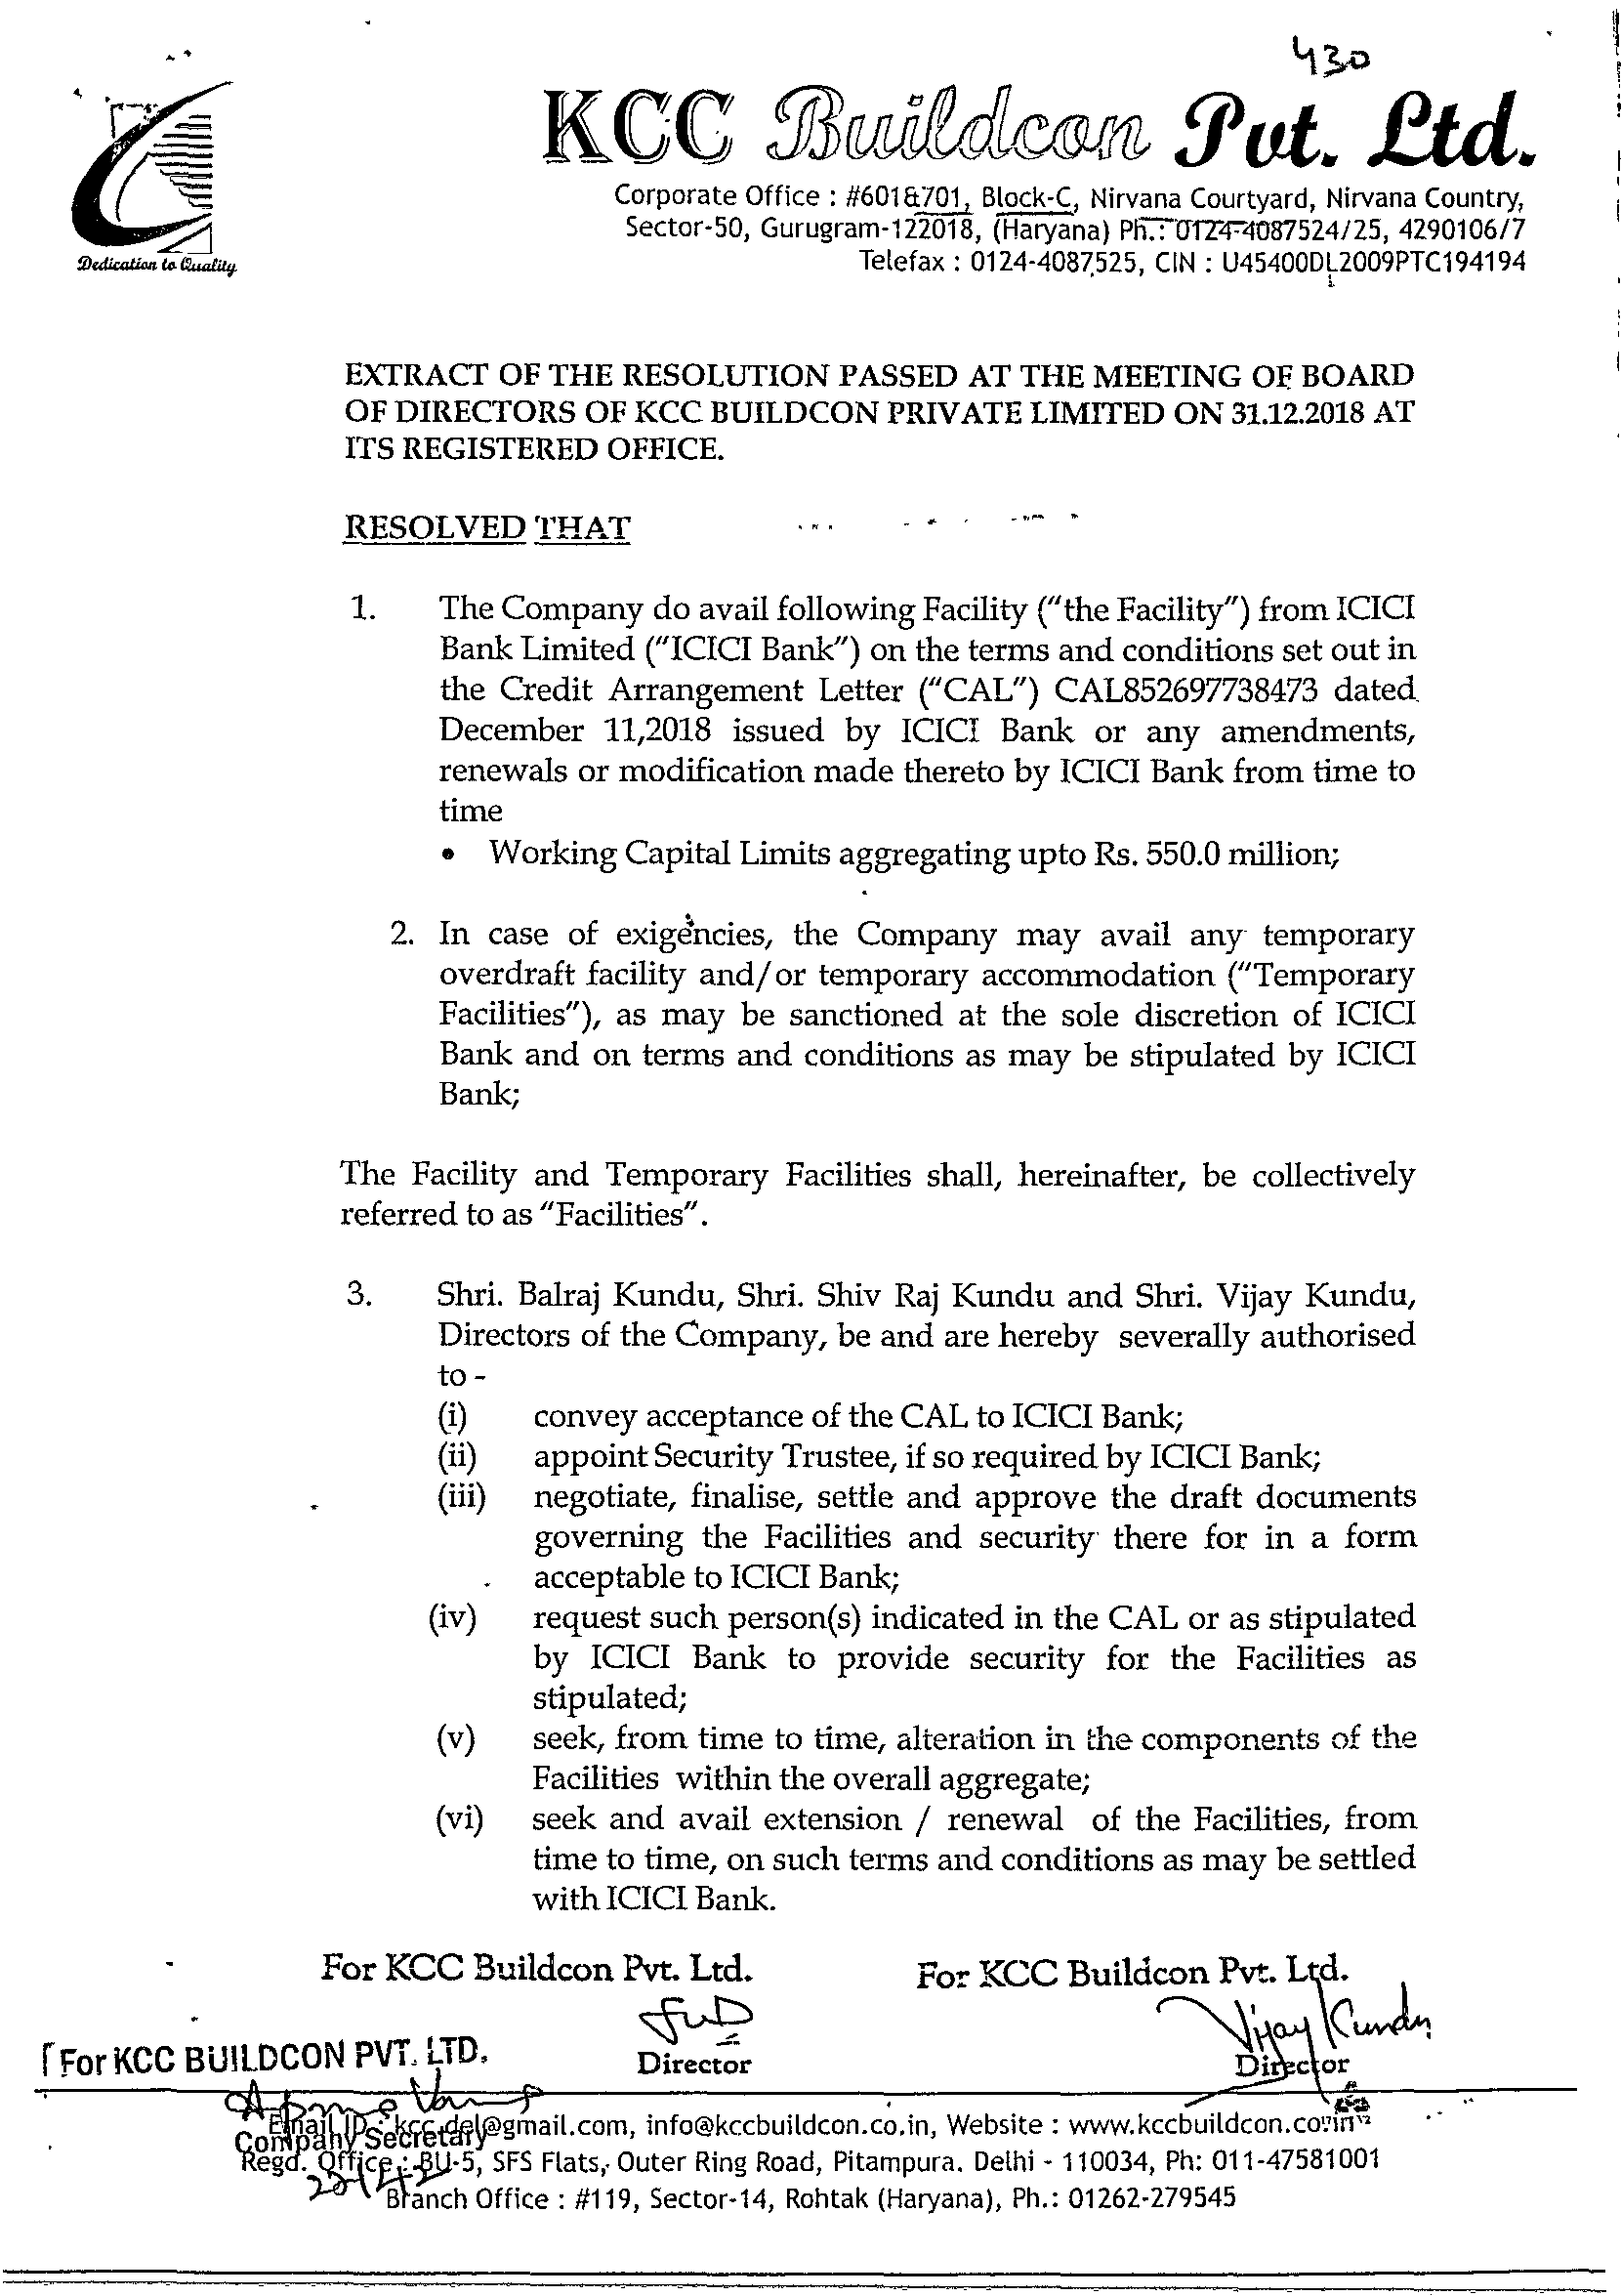 430
KCC Buildcon Pvt. Ltd.
Corporate Office : #601&701, Block-C, Nirvana Courtyard, Nirvana Country,
Sector-50, Gurugram-122018, (Haryana) Ph.: 0124-4087524/25, 4290106/7
Telefax : 0124-4087525, CIN : U45400DL2009PTC194194
Dedication to Quality
EXTRACT OF THE RESOLUTION PASSED AT THE MEETING OF BOARD
OF DIRECTORS OF KCC BUILDCON PRIVATE LIMITED ON 31.12.2018 AT
ITS REGISTERED OFFICE.
RESOLVED THAT
1. The Company do avail following Facility ("the Facility") from ICICI
Bank Limited ("ICICI Bank") on the terms and conditions set out in
the Credit Arrangement Letter ("CAL") CAL852697738473 dated
December 11,2018 issued by ICICI Bank or any amendments,
renewals or modification made thereto by ICICI Bank from time to
time
• Working Capital Limits aggregating upto Rs. 550.0 million;
2. In case of exigencies, the Company may avail any temporary
overdraft facility and/or temporary accommodation ("Temporary
Facilities"), as may be sanctioned at the sole discretion of ICICI
Bank and on terms and conditions as may be stipulated by ICICI
Bank;
The Facility and Temporary Facilities shall, hereinafter, be collectively
referred to as "Facilities".
3. Shri. Balraj Kundu, Shri. Shiv Raj Kundu and Shri. Vijay Kundu,
Directors of the Company, be and are hereby severally authorised
to -
(i) convey acceptance of the CAL to ICICI Bank;
(ii) appoint Security Trustee, if so required by ICICI Bank;
(iii) negotiate, finalise, settle and approve the draft documents
governing the Facilities and security there for in a form
acceptable to ICICI Bank;
(iv) request such person(s) indicated in the CAL or as stipulated
by ICICI Bank to provide security for the Facilities as
stipulated;
(v) seek, from time to time, alteration in the components of the
Facilities within the overall aggregate;
(vi) seek and avail extension / renewal of the Facilities, from
time to time, on such terms and conditions as may be settled
with ICICI Bank.
For KCC Buildcon Pvt. Ltd. For KCC Buildcon Pvt. Ltd.
Vijay Kundu
For KCC BUILDCON PVT. LTD.
Director Director
Email ID : kcc.del@gmail.com, info@kccbuildcon.co.in, Website : www.kccbuildcon.co.in
Company Secretary
Regd. Office : BU-5, SFS Flats, Outer Ring Road, Pitampura. Delhi - 110034, Ph: 011-47581001
Branch Office : #119, Sector-14, Rohtak (Haryana), Ph.: 01262-279545